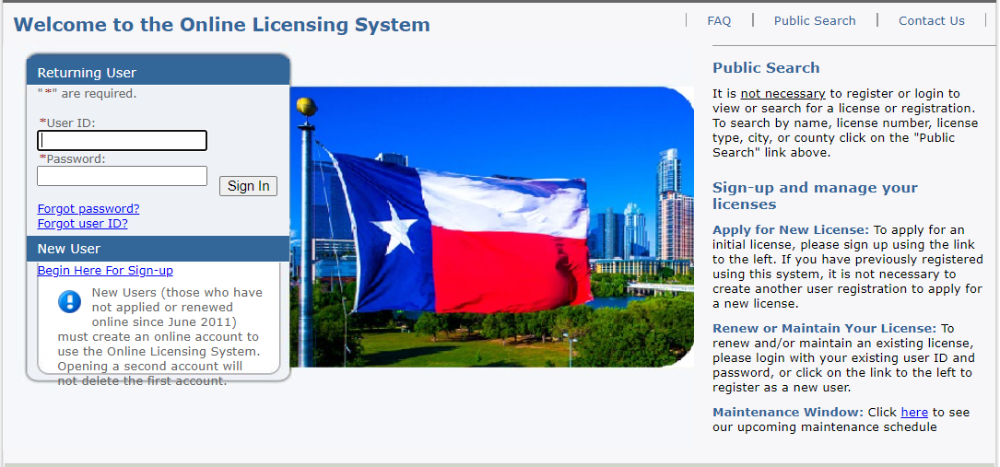 Welcome to the Online Licensing System
FAQ
Public Search
Contact Us
Returning User
"*" are required.
*User ID:
*Password:
Sign In
Forgot password?
Forgot user ID?
New User
Begin Here For Sign-up
New Users (those who have
not applied or renewed
online since June 2011)
must create an online account to
use the Online Licensing System.
Opening a second account will
not delete the first account.
Public Search
It is not necessary to register or login to
view or search for a license or registration.
To search by name, license number, license
type, city, or county click on the "Public
Search" link above.
Sign-up and manage your
licenses
Apply for New License: To apply for an
initial license, please sign up using the link
to the left. If you have previously registered
using this system, it is not necessary to
create another user registration to apply for
a new license.
Renew or Maintain Your License: To
renew and/or maintain an existing license,
please login with your existing user ID and
password, or click on the link to the left to
register as a new user.
Maintenance Window: Click here to see
our upcoming maintenance schedule